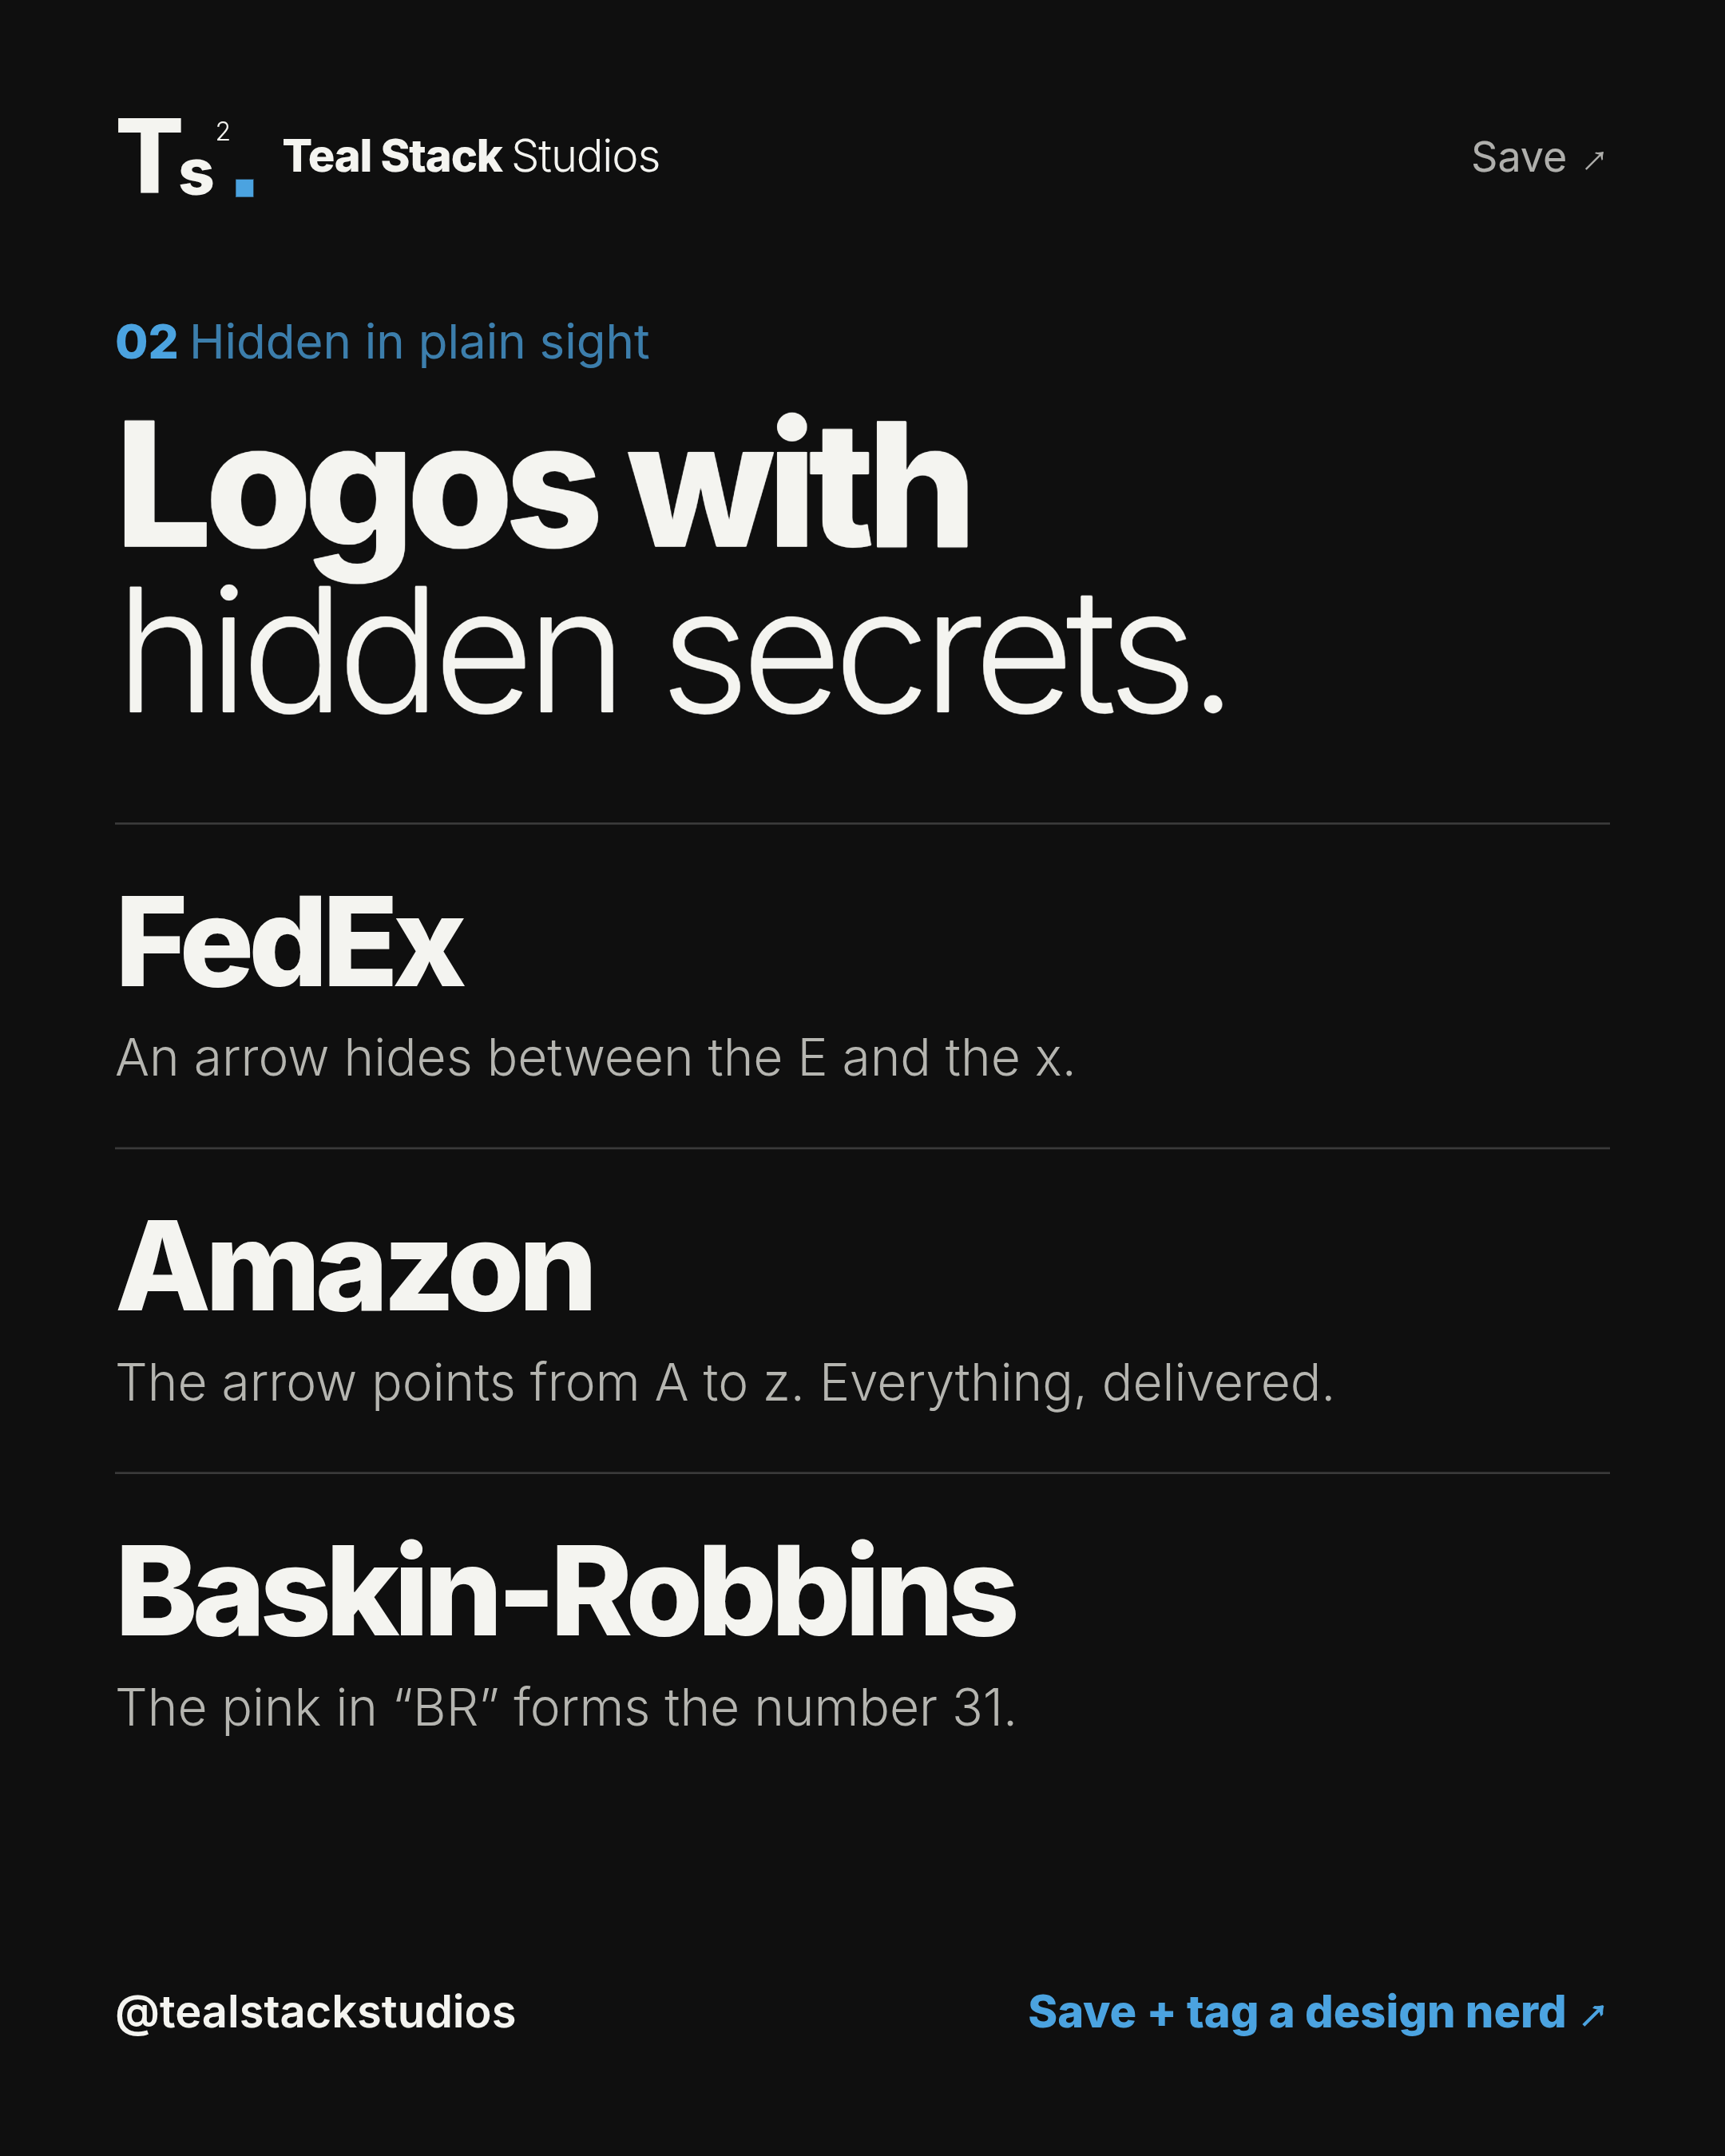 Ts². Teal Stack Studios
Save ↗
02 Hidden in plain sight
Logos with
hidden secrets.
FedEx
An arrow hides between the E and the x.
Amazon
The arrow points from A to z. Everything, delivered.
Baskin-Robbins
The pink in “BR” forms the number 31.
@tealstackstudios
Save + tag a design nerd ↗